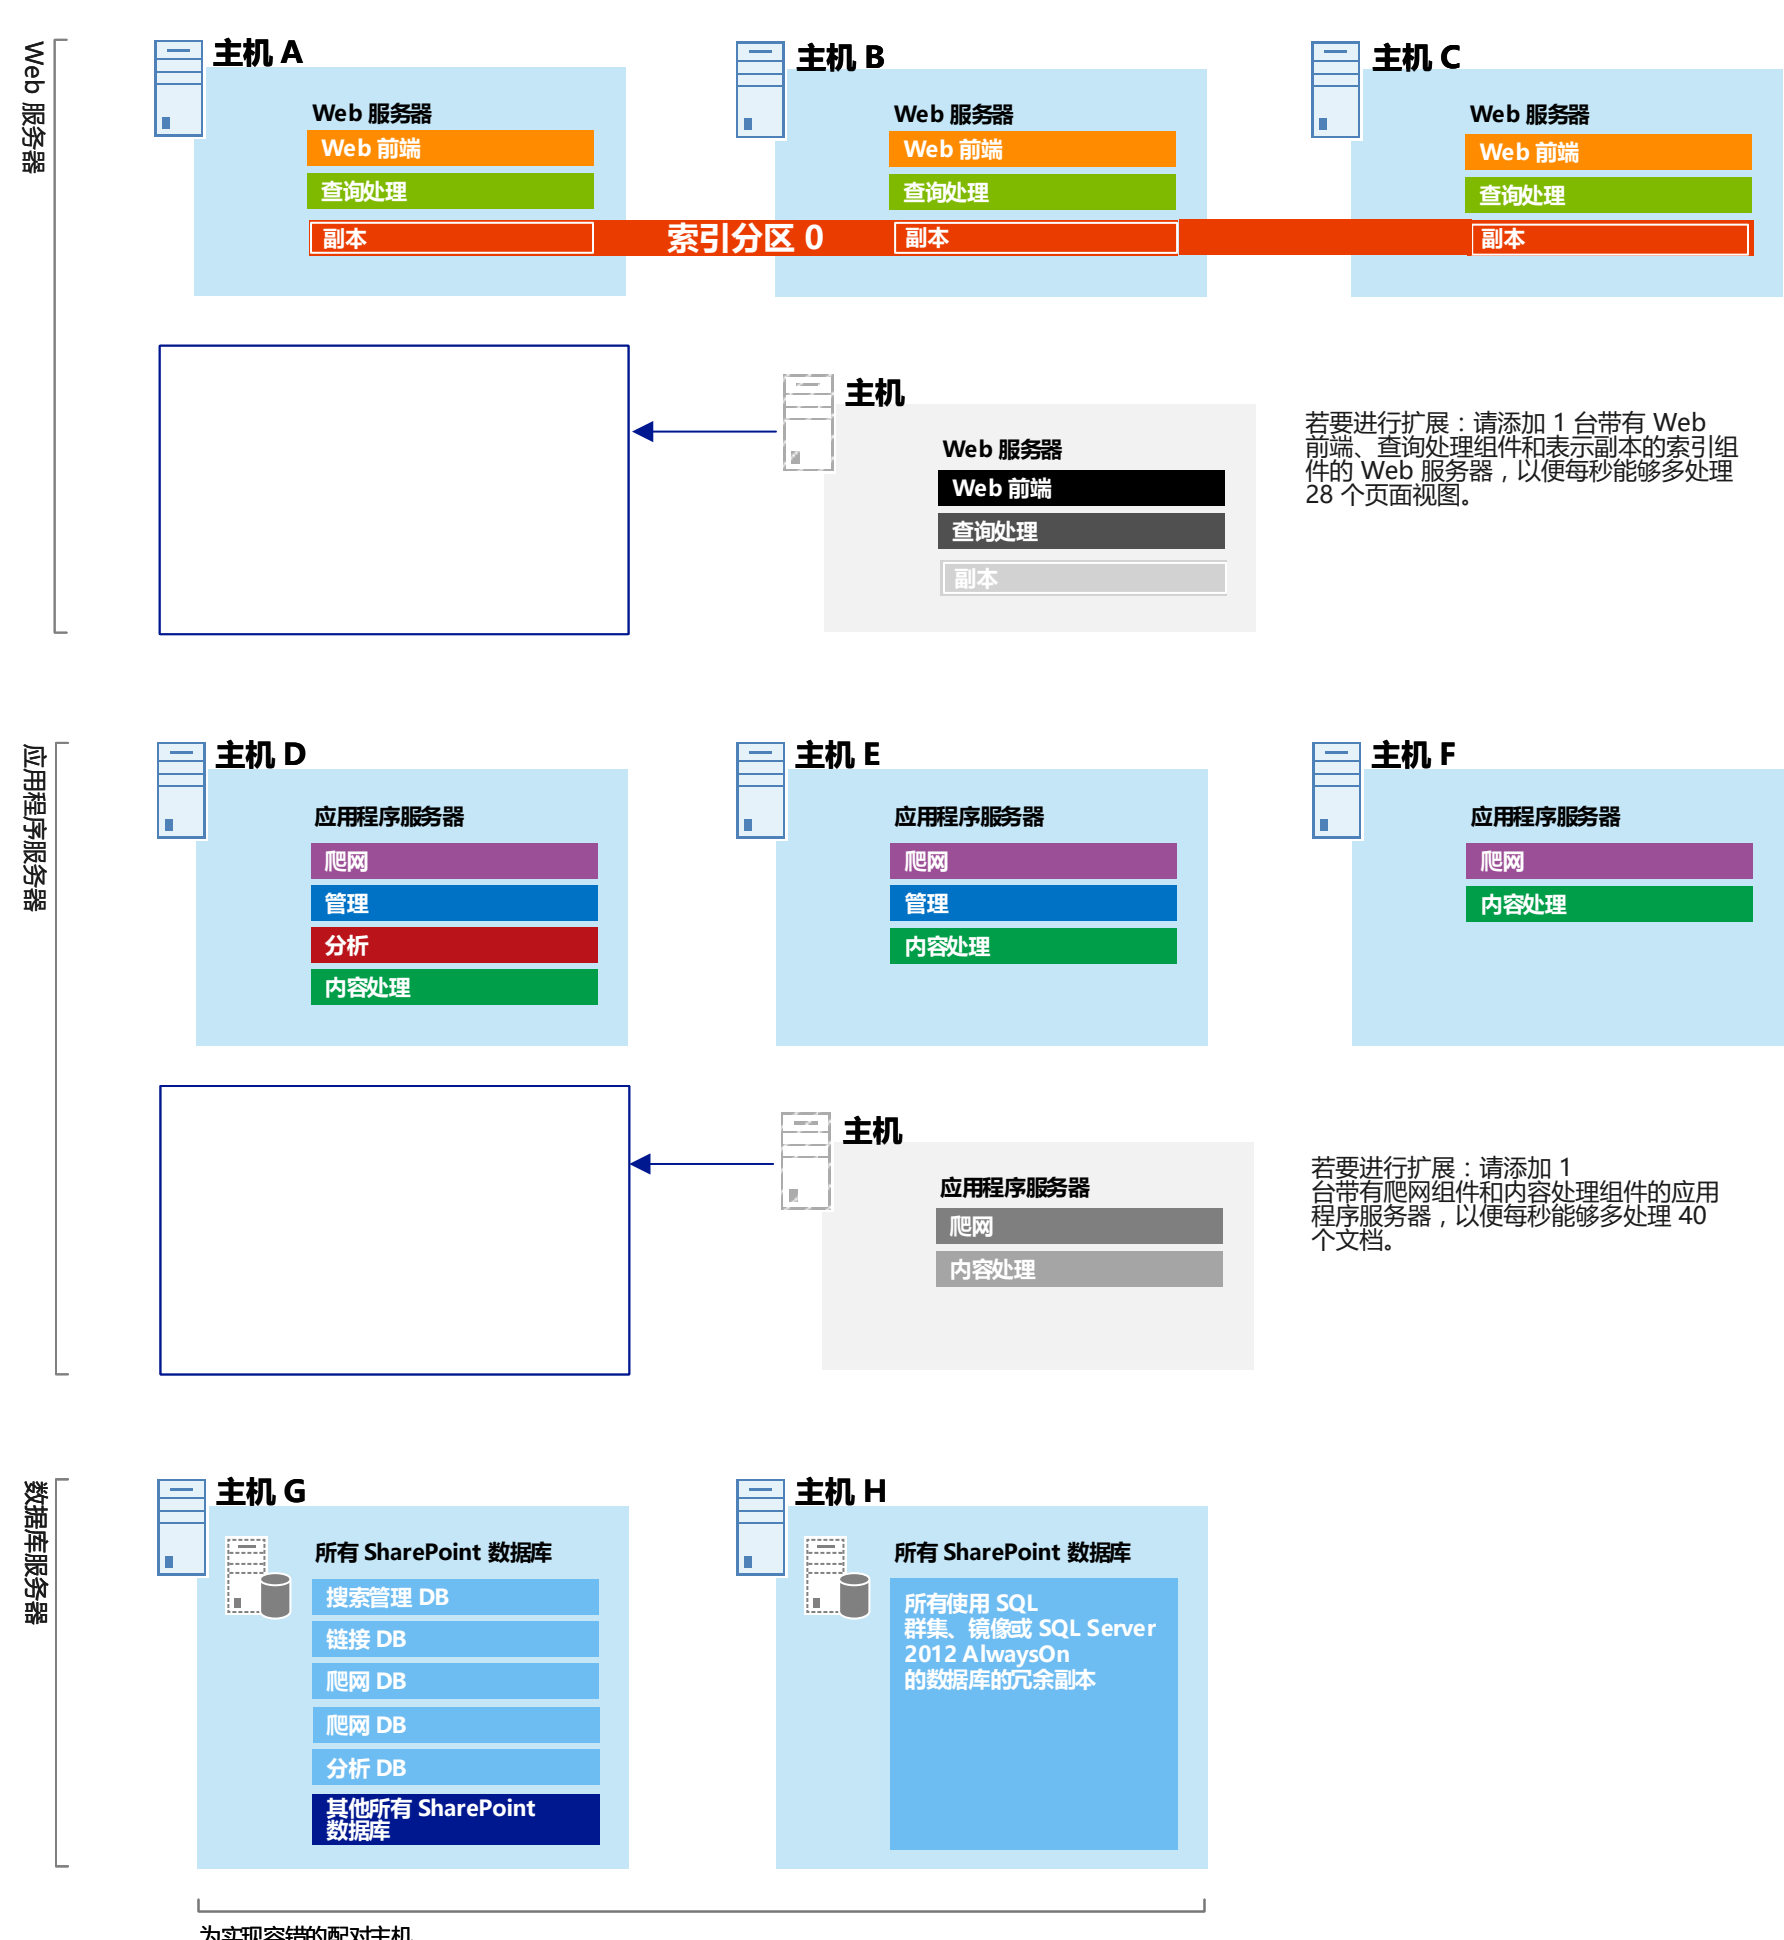 Web 服务器
主机 A
主机 B
主机 C
Web 服务器
Web 服务器
Web 服务器
Web 前端
Web 前端
Web 前端
查询处理
查询处理
查询处理
副本
索引分区 0
副本
副本
主机
Web 服务器
Web 前端
查询处理
副本
若要进行扩展：请添加 1 台带有 Web
前端、查询处理组件和表示副本的索引组
件的 Web 服务器，以便每秒能够多处理
28 个页面视图。
应用程序服务器
主机 D
主机 E
主机 F
应用程序服务器
应用程序服务器
应用程序服务器
爬网
爬网
爬网
管理
管理
内容处理
分析
内容处理
内容处理
主机
应用程序服务器
爬网
内容处理
若要进行扩展：请添加 1
台带有爬网组件和内容处理组件的应用
程序服务器，以便每秒能够多处理 40
个文档。
数据库服务器
主机 G
主机 H
所有 SharePoint 数据库
搜索管理 DB
链接 DB
爬网 DB
爬网 DB
分析 DB
其他所有 SharePoint
数据库
所有 SharePoint 数据库
所有使用 SQL
群集、镜像或 SQL Server
2012 AlwaysOn
的数据库的冗余副本
为实现容错的配对主机